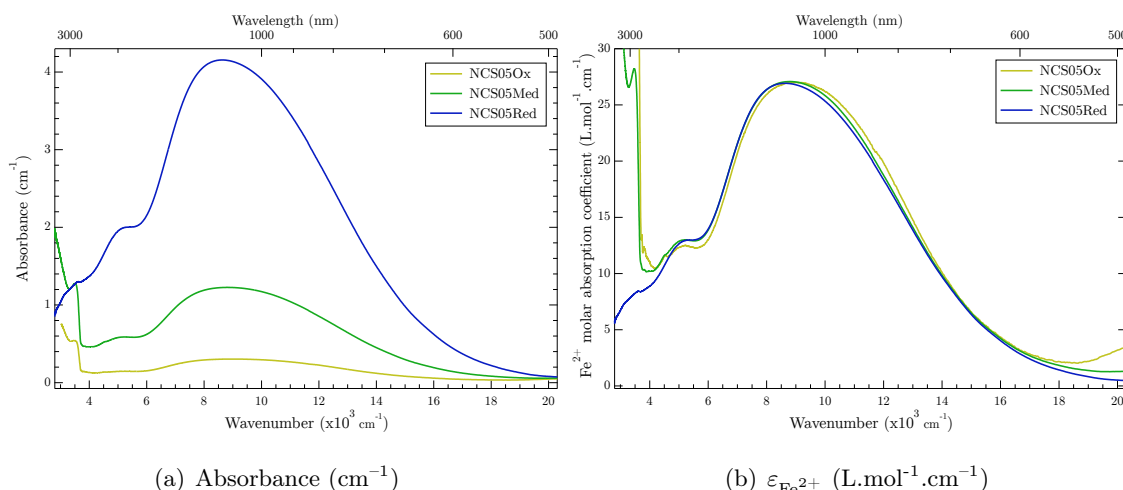 Wavelength (nm)
3000 1000 600 500
Absorbance (cm⁻¹)
4
3
2
1
0
NCS05Ox
NCS05Med
NCS05Red
4 6 8 10 12 14 16 18 20
Wavenumber (x10³ cm⁻¹)
(a) Absorbance (cm⁻¹)
Wavelength (nm)
3000 1000 600 500
Fe²⁺ molar absorption coefficient (L.mol⁻¹.cm⁻¹)
30
25
20
15
10
5
0
NCS05Ox
NCS05Med
NCS05Red
4 6 8 10 12 14 16 18 20
Wavenumber (x10³ cm⁻¹)
(b) ε_Fe²⁺ (L.mol⁻¹.cm⁻¹)